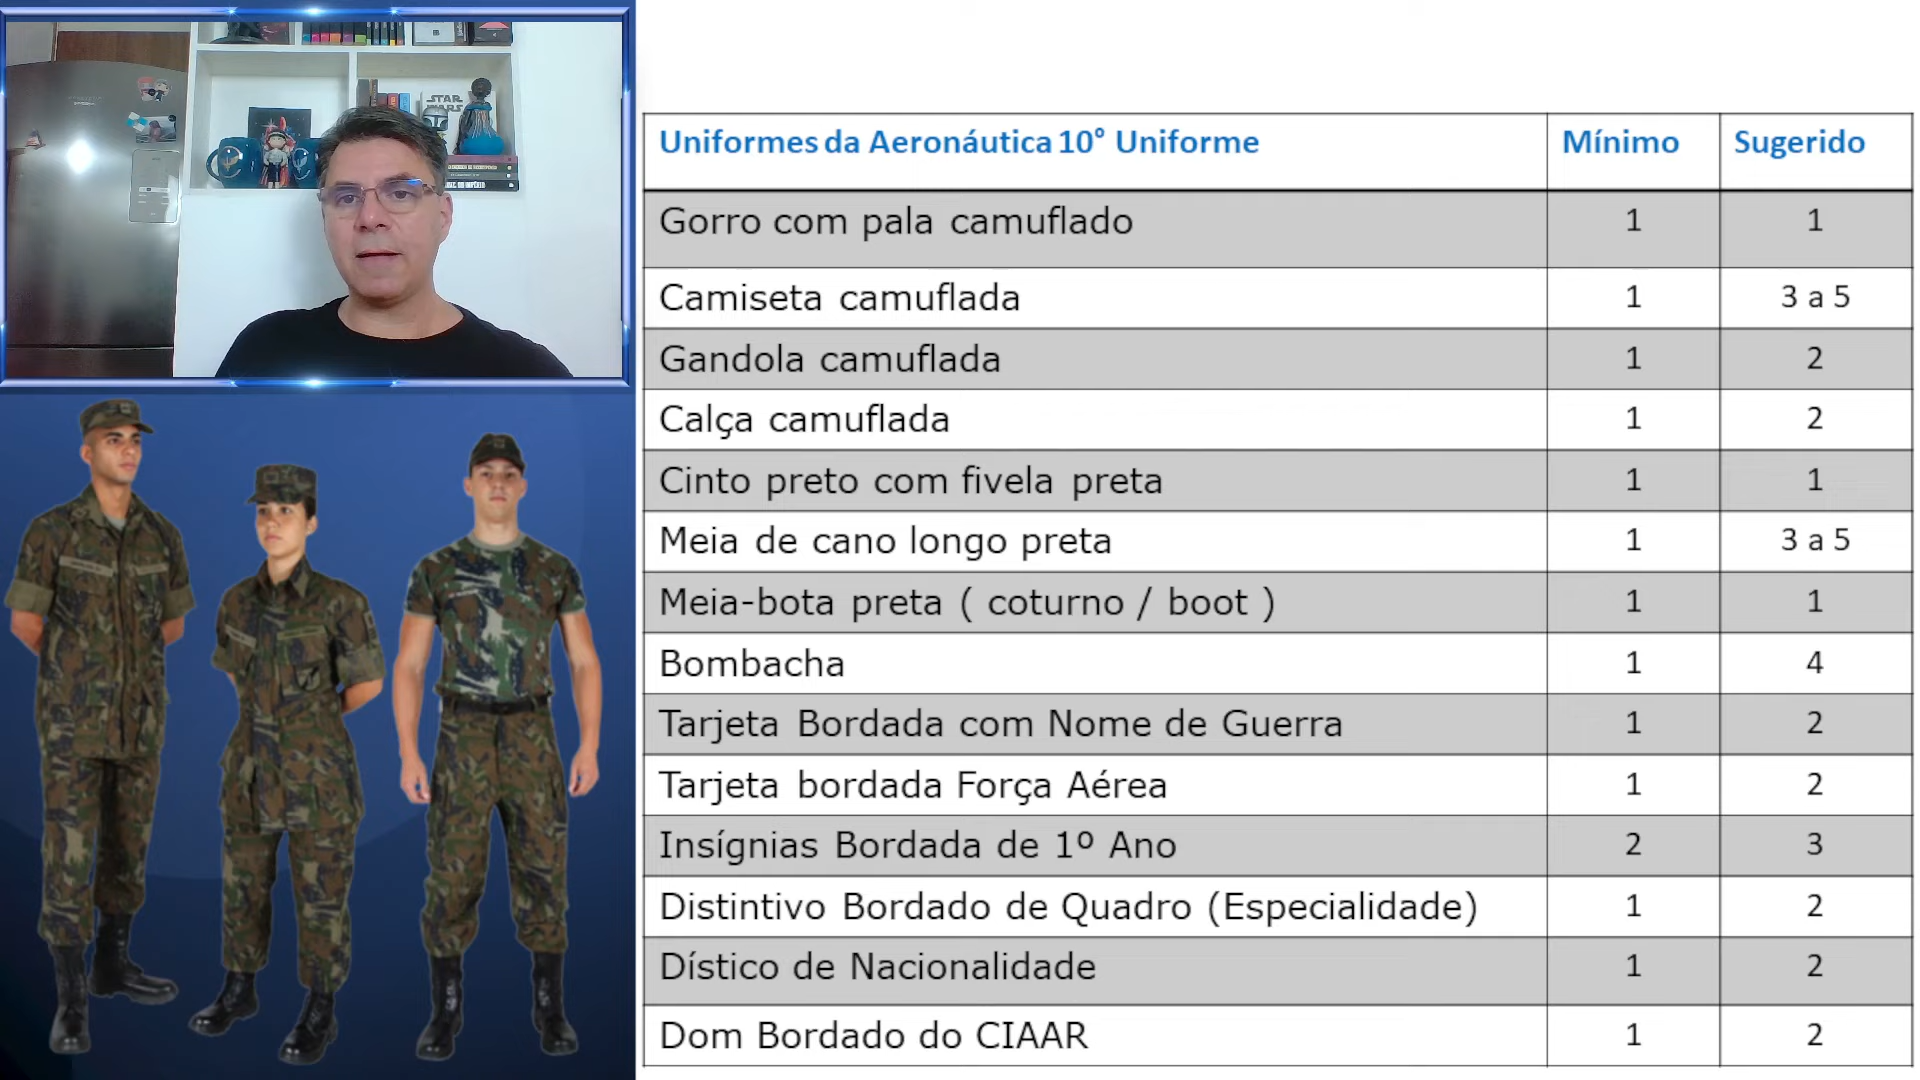 STAR
WARS
Uniformes da Aeronáutica 10° Uniforme Mínimo Sugerido
Gorro com pala camuflado 1 1
Camiseta camuflada 1 3 a 5
Gandola camuflada 1 2
Calça camuflada 1 2
Cinto preto com fivela preta 1 1
Meia de cano longo preta 1 3 a 5
Meia-bota preta ( coturno / boot ) 1 1
Bombacha 1 4
Tarjeta Bordada com Nome de Guerra 1 2
Tarjeta bordada Força Aérea 1 2
Insígnias Bordada de 1º Ano 2 3
Distintivo Bordado de Quadro (Especialidade) 1 2
Dístico de Nacionalidade 1 2
Dom Bordado do CIAAR 1 2